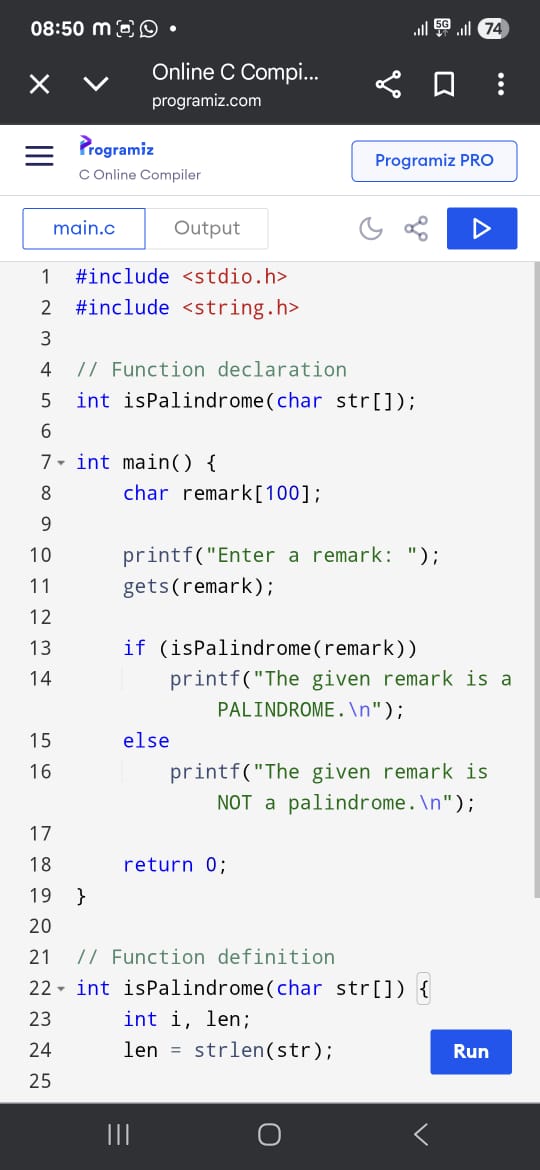 08:50 m
5G
74
Online C Compi...
programiz.com
Programiz
C Online Compiler
Programiz PRO
main.c
Output
1 #include <stdio.h>
2 #include <string.h>
3
4 // Function declaration
5 int isPalindrome(char str[]);
6
7 int main() {
8 char remark[100];
9
10 printf("Enter a remark: ");
11 gets(remark);
12
13 if (isPalindrome(remark))
14 printf("The given remark is a
PALINDROME.\n");
15 else
16 printf("The given remark is
NOT a palindrome.\n");
17
18 return 0;
19 }
20
21 // Function definition
22 int isPalindrome(char str[]) {
23 int i, len;
24 len = strlen(str);
25
Run